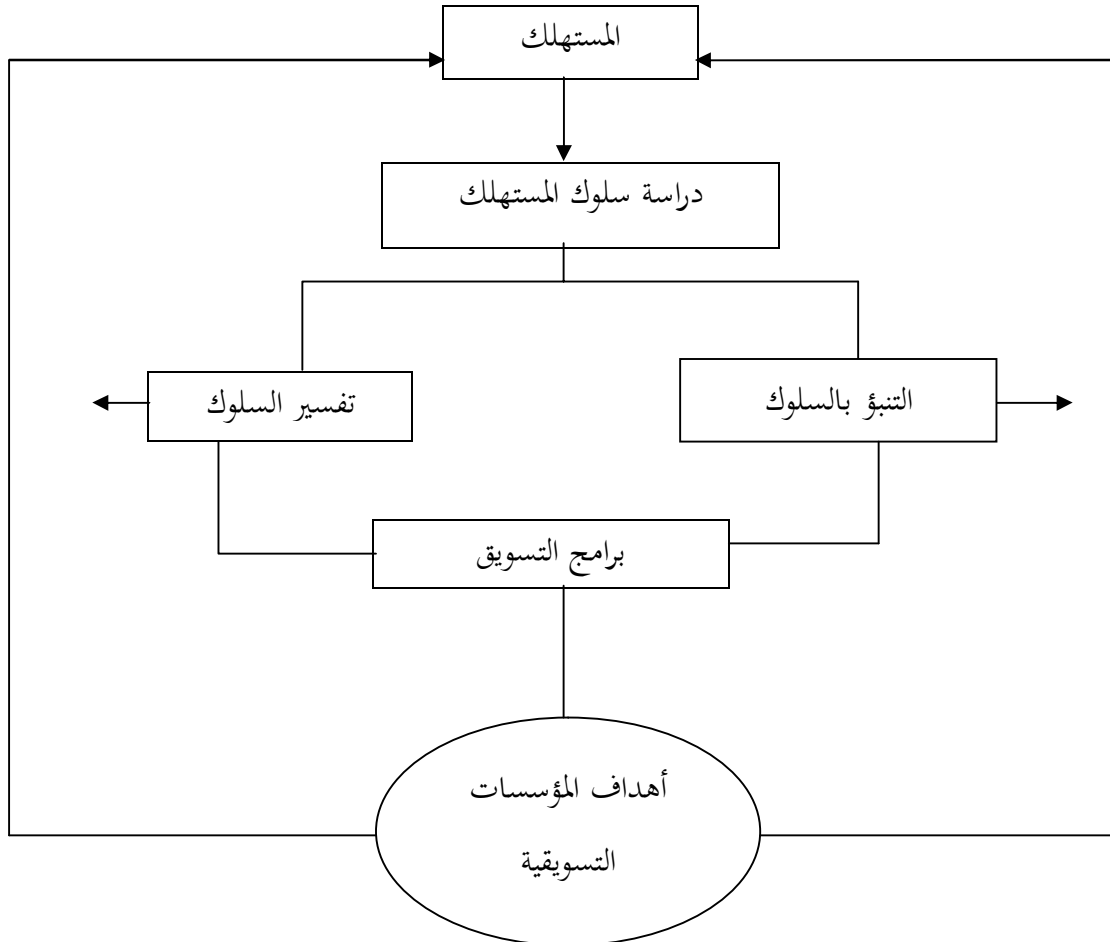 المستهلك
دراسة سلوك المستهلك
التنبؤ بالسلوك
تفسير السلوك
برامج التسويق
أهداف المؤسسات
التسويقية